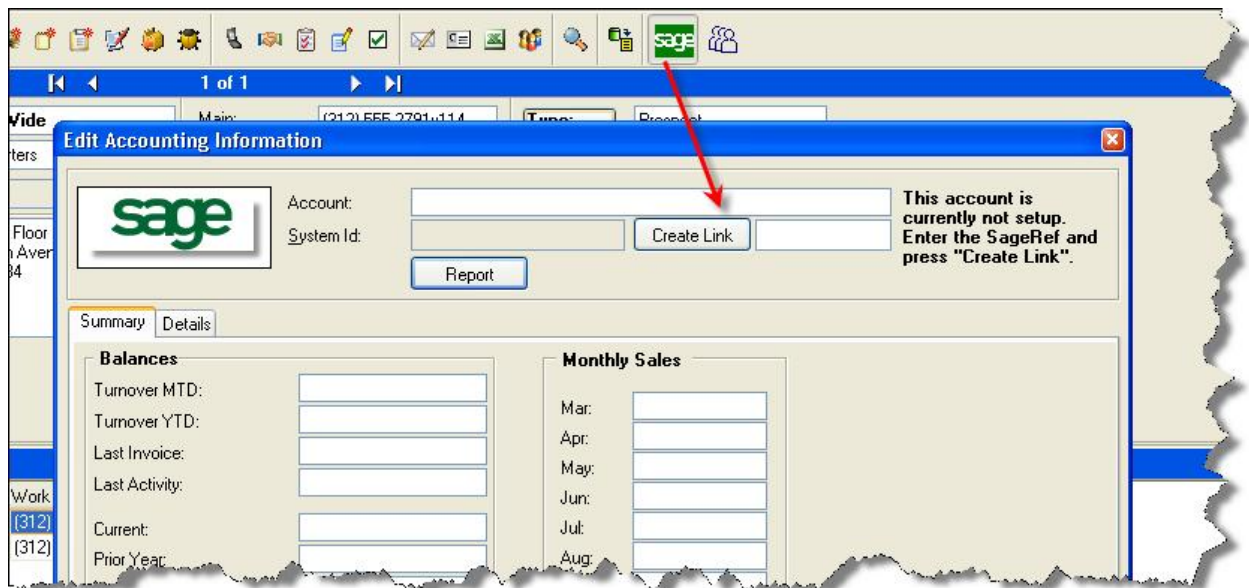 sage
1 of 1
Wide
Main:
(312) 555-2791x114
Type:
Prospect
Edit Accounting Information
ters
Floor
n Aven
34
sage
Account:
System Id:
Create Link
Report
This account is
currently not setup.
Enter the SageRef and
press "Create Link".
Summary
Details
Balances
Turnover MTD:
Turnover YTD:
Last Invoice:
Last Activity:
Current:
Prior Year:
Monthly Sales
Mar:
Apr:
May:
Jun:
Jul:
Aug:
Work
(312)
(312)